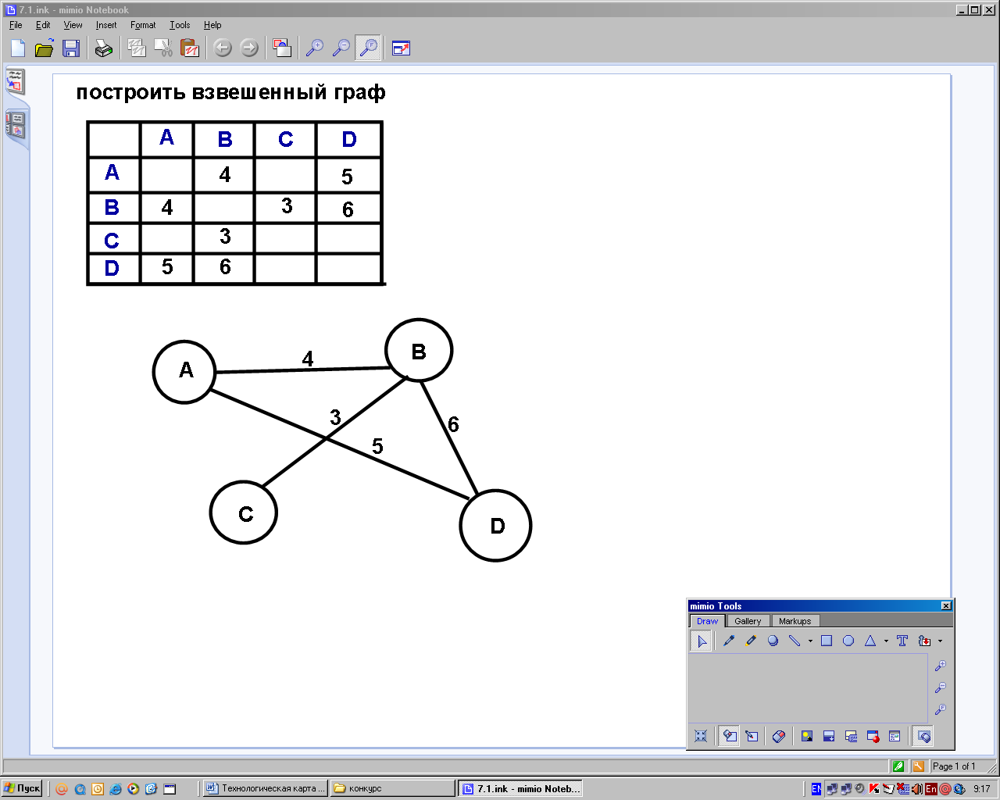 7.1.ink - mimio Notebook
File Edit View Insert Format Tools Help
построить взвешенный граф
A B C D
A 4 5
B 4 3 6
C 3
D 5 6
A 4 B
3 6
5
C D
mimio Tools
Draw Gallery Markups
Page 1 of 1
Пуск Технологическая карта ... конкурс 7.1.ink - mimio Noteb... EN En 9:17